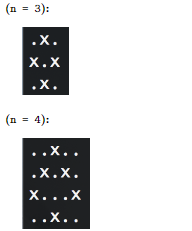 (n = 3):
.x.
x.x
.x.
(n = 4):
..x..
.x.x.
x...x
..x..